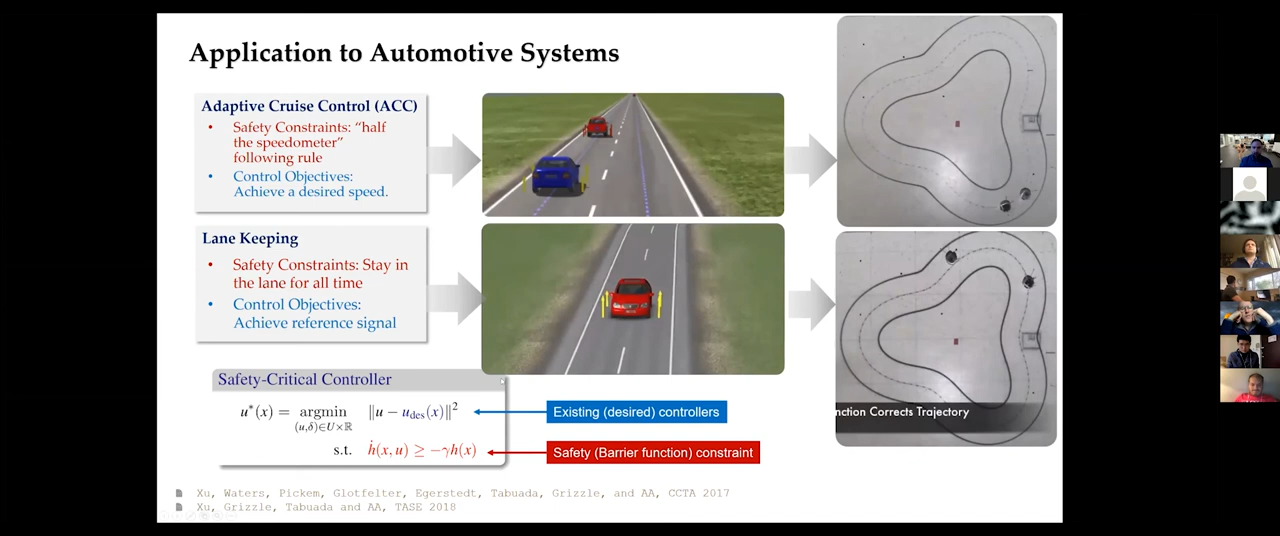 Application to Automotive Systems
Adaptive Cruise Control (ACC)
• Safety Constraints: “half
the speedometer”
following rule
• Control Objectives:
Achieve a desired speed.
Lane Keeping
• Safety Constraints: Stay in
the lane for all time
• Control Objectives:
Achieve reference signal
Safety-Critical Controller
u*(x) = argmin ‖u − u_des(x)‖²
(u,δ)∈U×ℝ
s.t. ḣ(x, u) ≥ −γh(x)
Existing (desired) controllers
Safety (Barrier function) constraint
nction Corrects Trajectory
Xu, Waters, Pickem, Glotfelter, Egerstedt, Tabuada, Grizzle, and AA, CCTA 2017
Xu, Grizzle, Tabuada and AA, TASE 2018